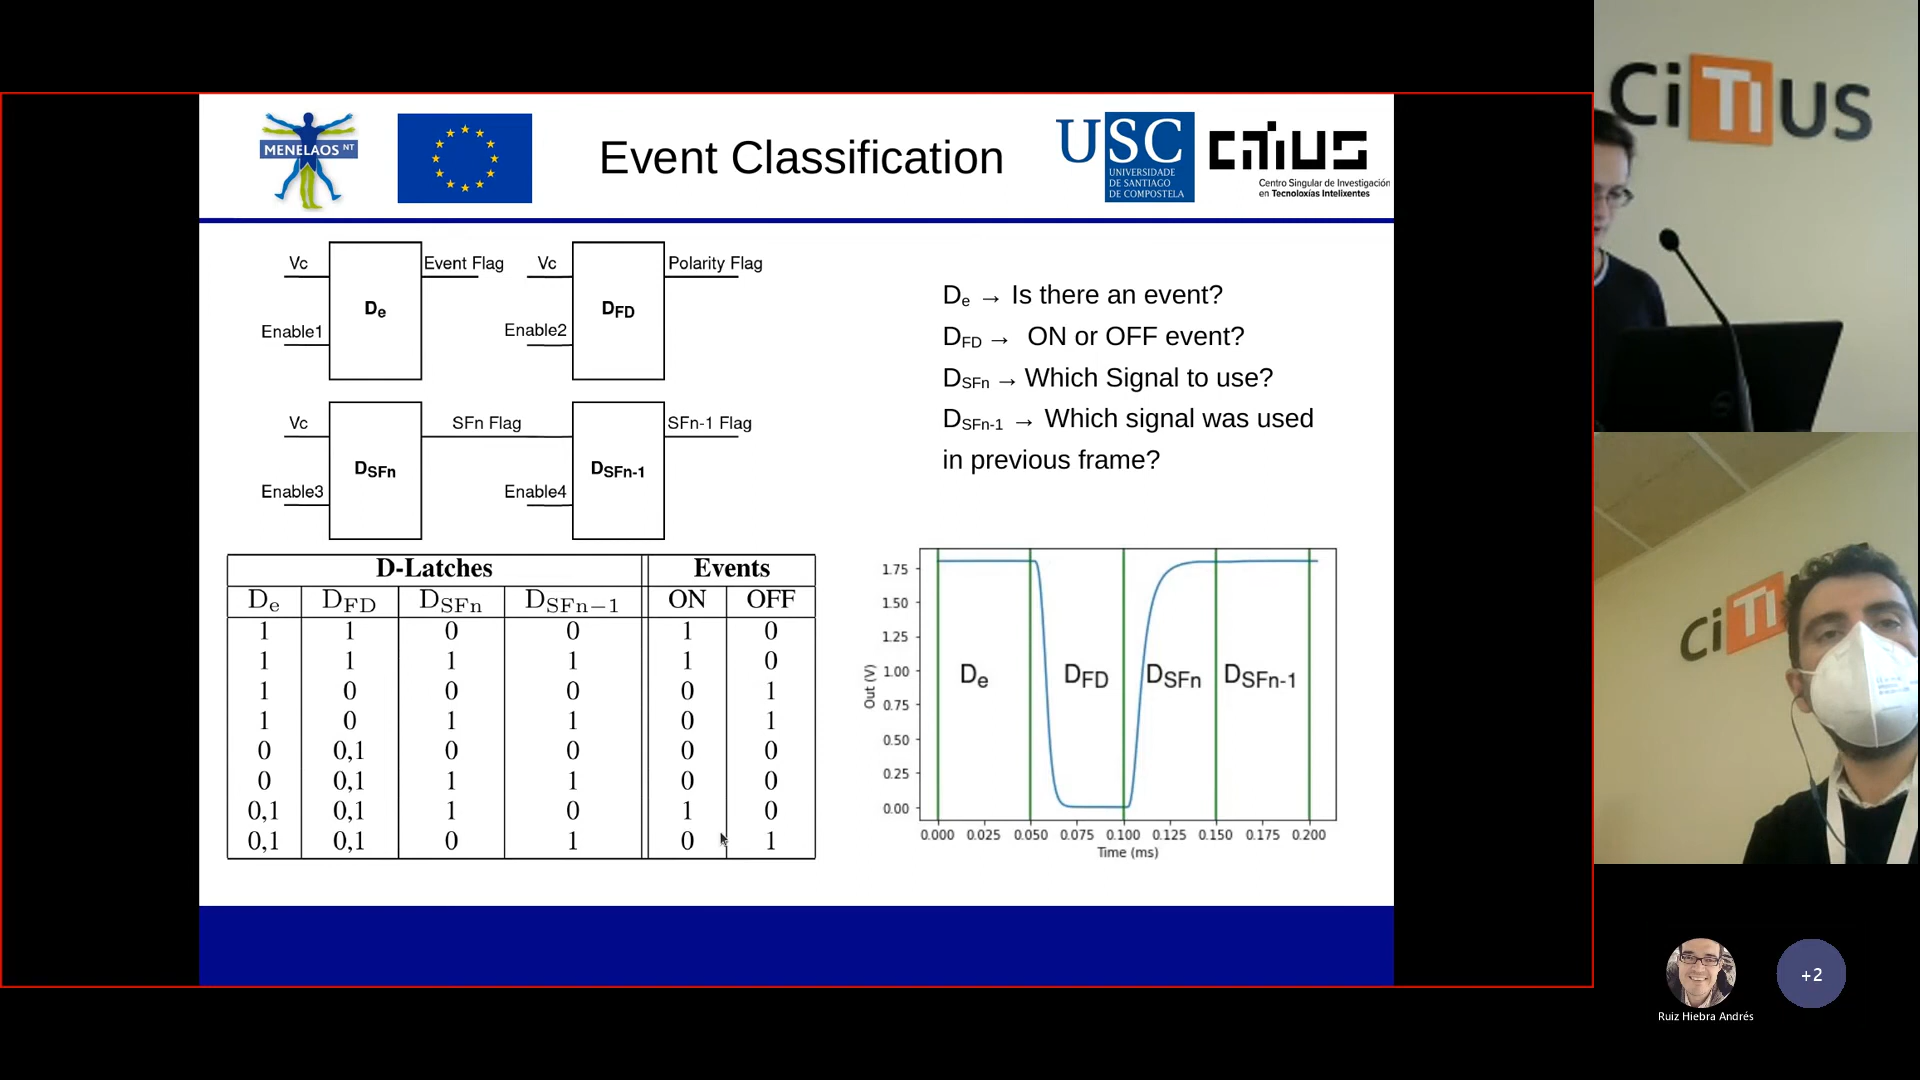 MENELAOS NT
Event Classification
USC
UNIVERSIDADE
DE SANTIAGO
DE COMPOSTELA
CiTIUS
Centro Singular de Investigación
en Tecnoloxías Intelixentes
Vc
Event Flag
De
Enable1
Vc
Polarity Flag
DFD
Enable2
Vc
SFn Flag
DSFn
Enable3
SFn-1 Flag
DSFn-1
Enable4
De → Is there an event?
DFD → ON or OFF event?
DSFn → Which Signal to use?
DSFn-1 → Which signal was used
in previous frame?
D-Latches Events
De DFD DSFn DSFn−1 ON OFF
1 1 0 0 1 0
1 1 1 1 1 0
1 0 0 0 0 1
1 0 1 1 0 1
0 0,1 0 0 0 0
0 0,1 1 1 0 0
0,1 0,1 1 0 1 0
0,1 0,1 0 1 0 1
Out (V)
1.75
1.50
1.25
1.00
0.75
0.50
0.25
0.00
De DFD DSFn DSFn-1
0.000 0.025 0.050 0.075 0.100 0.125 0.150 0.175 0.200
Time (ms)
CiTIUS
CiTI
Ruiz Hiebra Andrés
+2